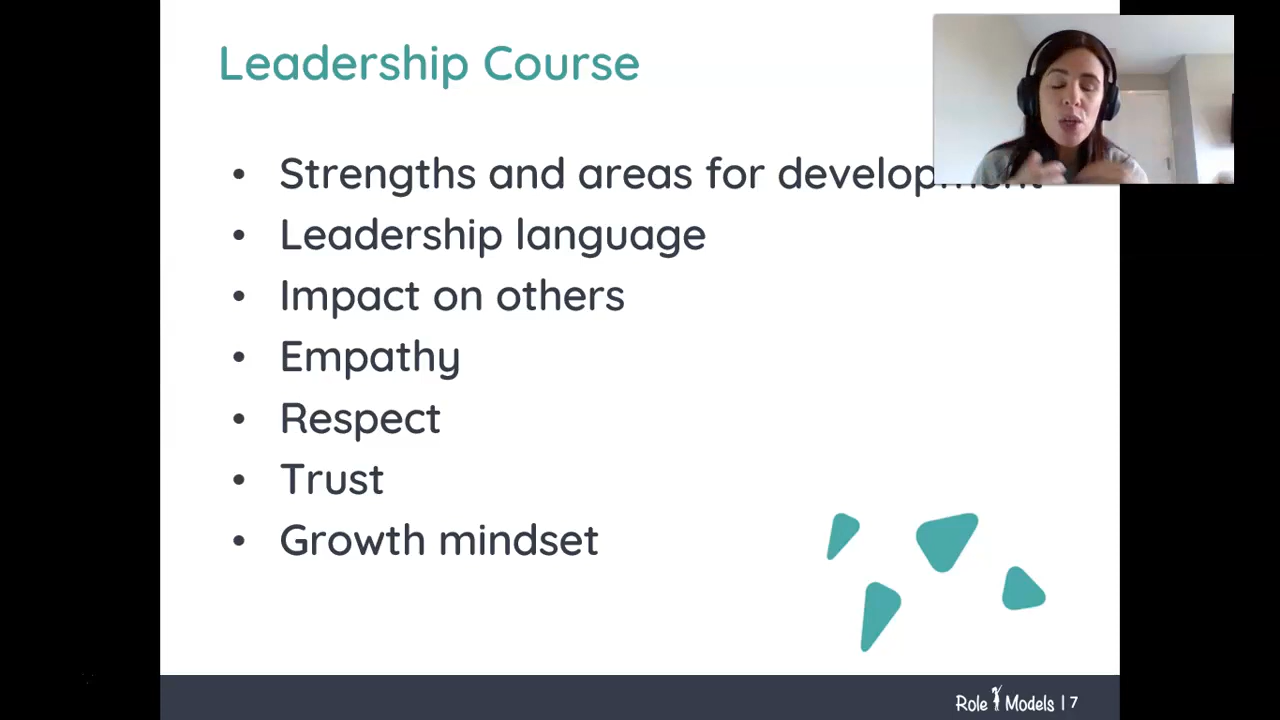 Leadership Course
• Strengths and areas for development
• Leadership language
• Impact on others
• Empathy
• Respect
• Trust
• Growth mindset
Role Models | 7